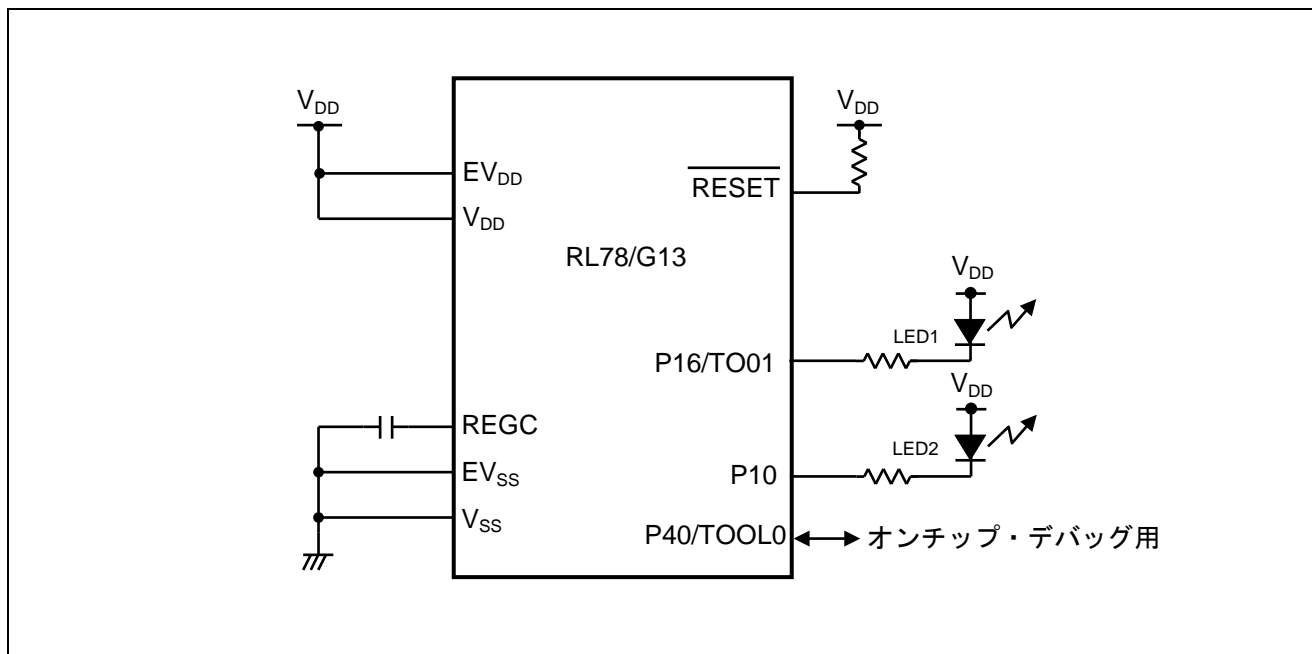 VDD
EVDD
VDD
RL78/G13
REGC
EVSS
VSS
RESET
VDD
P16/TO01
LED1
VDD
P10
LED2
VDD
P40/TOOL0
オンチップ・デバッグ用